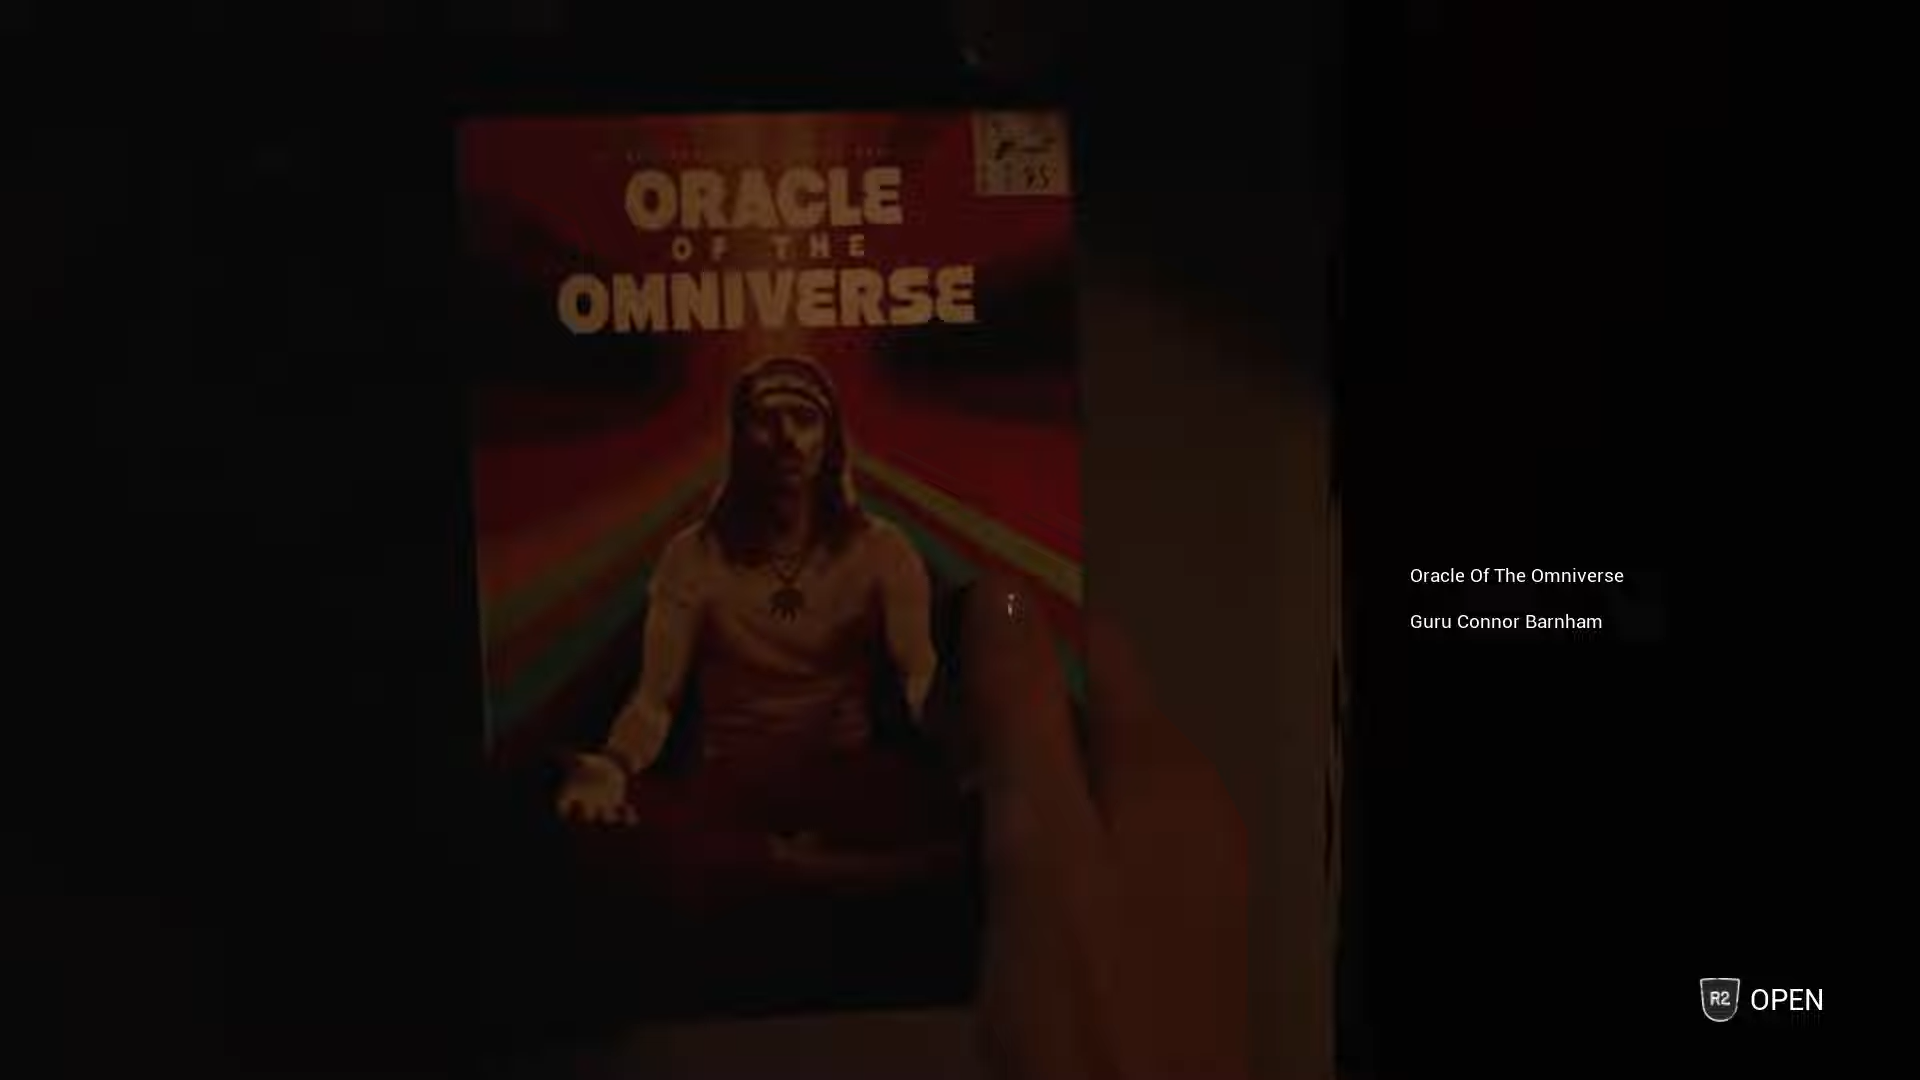 ORACLE
OF THE
OMNIVERSE
Oracle Of The Omniverse
Guru Connor Barnham
R2 OPEN